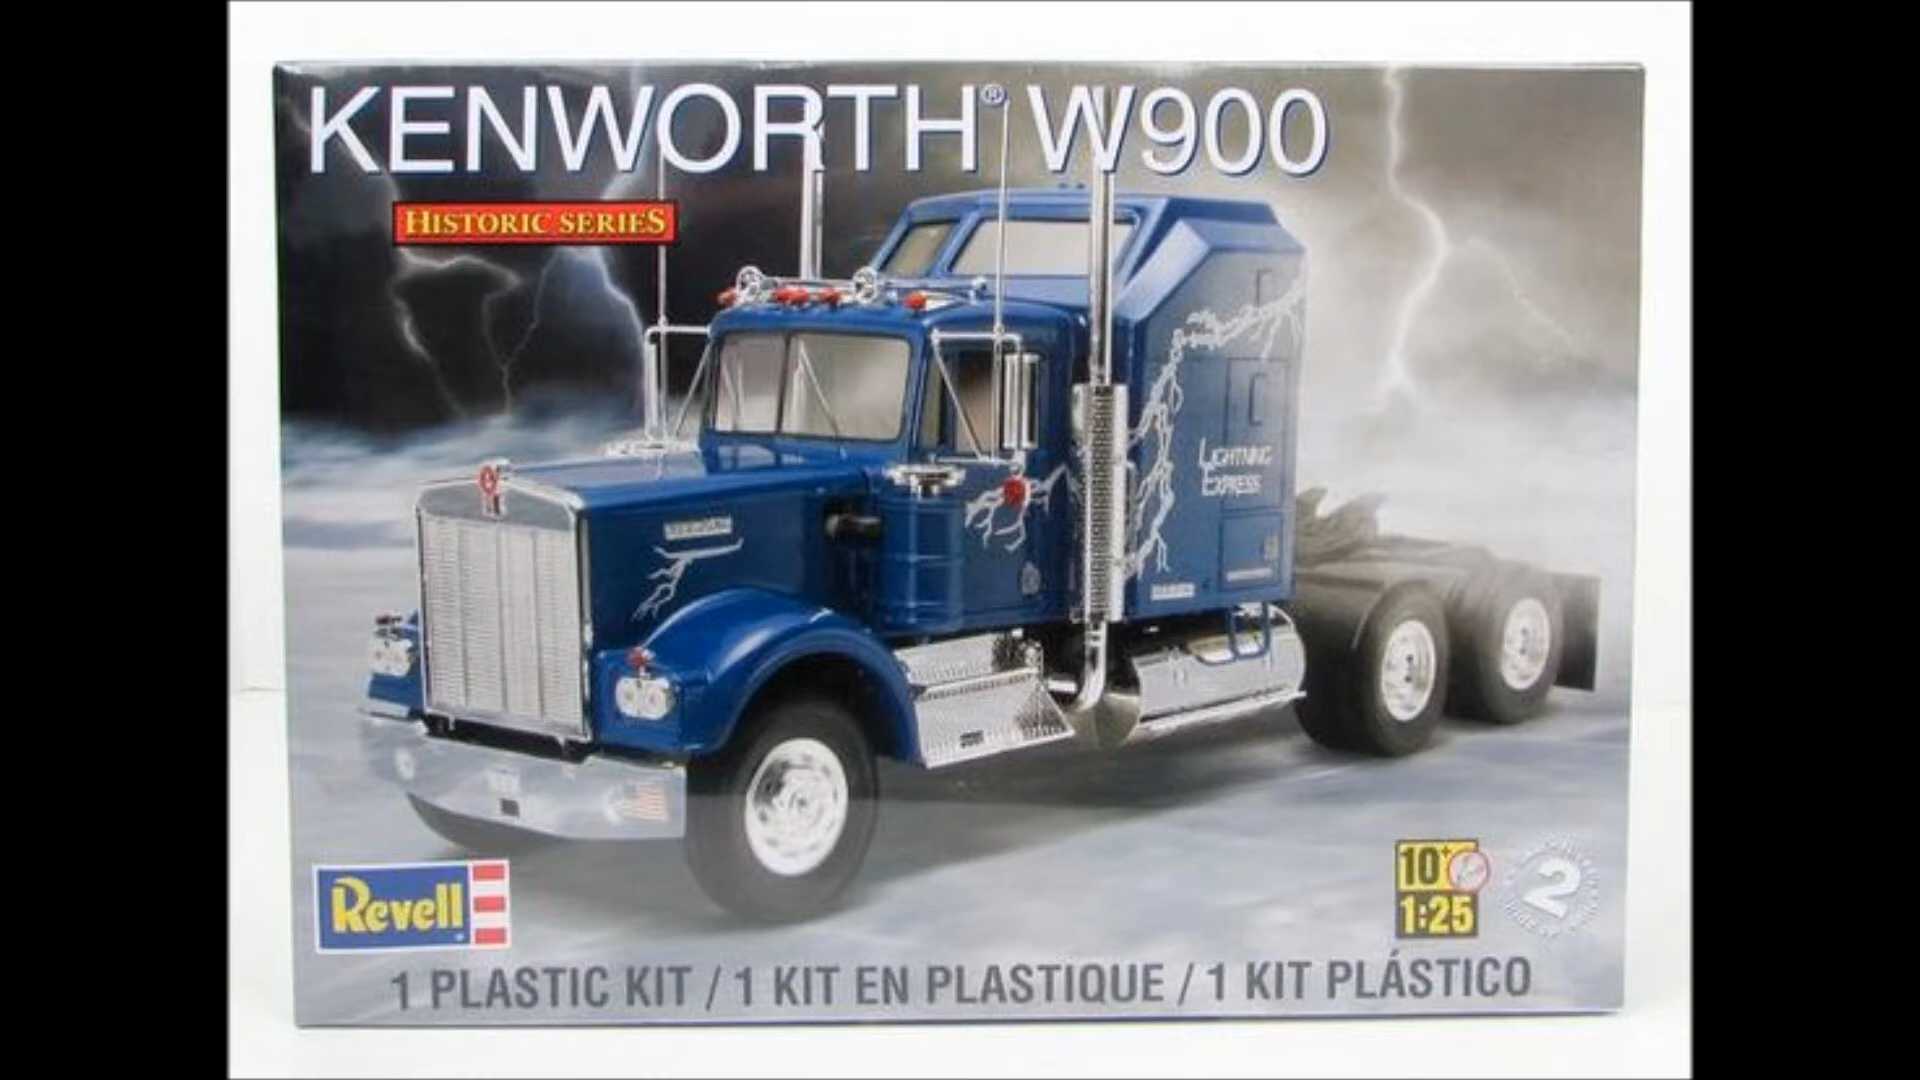 KENWORTH® W900
HISTORIC SERIES
LIGHTNING
EXPRESS
Revell
10+
1:25
2
1 PLASTIC KIT / 1 KIT EN PLASTIQUE / 1 KIT PLÁSTICO